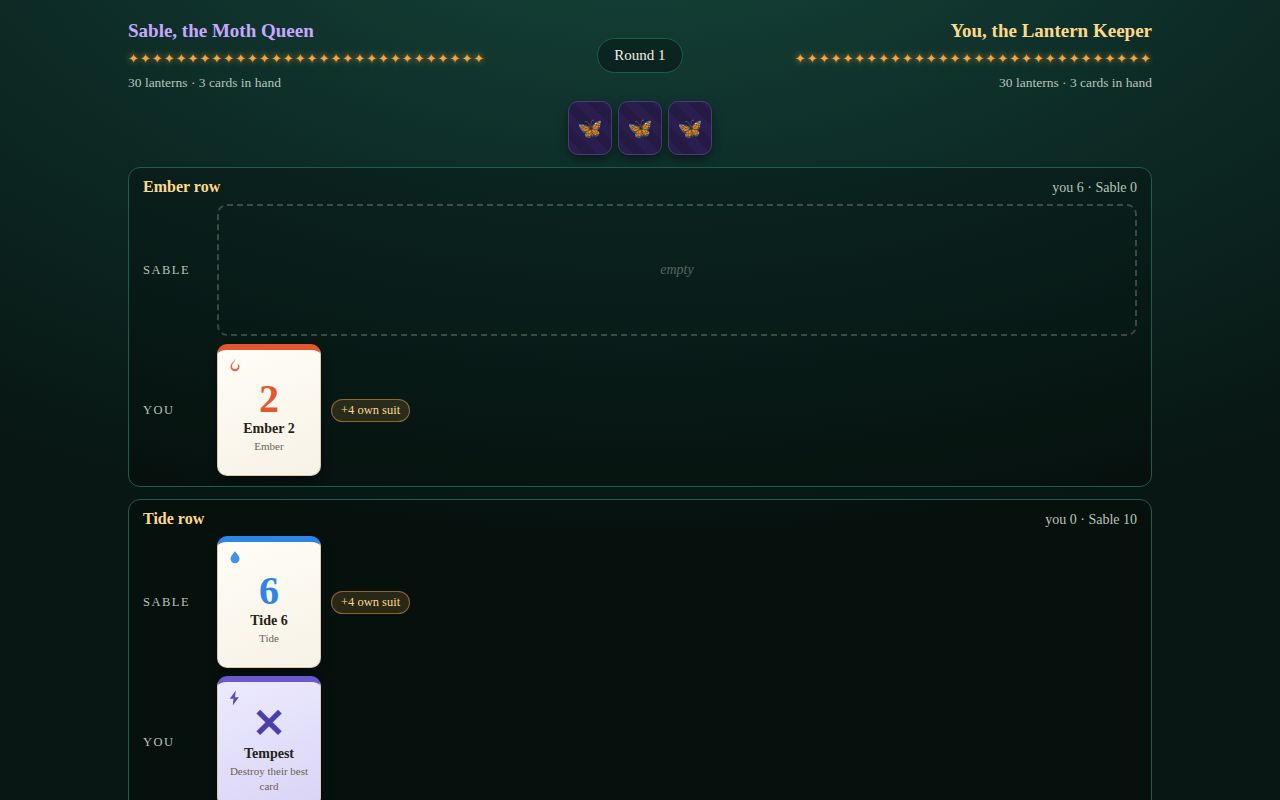 Sable, the Moth Queen
30 lanterns · 3 cards in hand
Round 1
You, the Lantern Keeper
30 lanterns · 3 cards in hand
Ember row
you 6 · Sable 0
SABLE
empty
YOU
2
Ember 2
Ember
+4 own suit
Tide row
you 0 · Sable 10
SABLE
6
Tide 6
Tide
+4 own suit
YOU
Tempest
Destroy their best
card